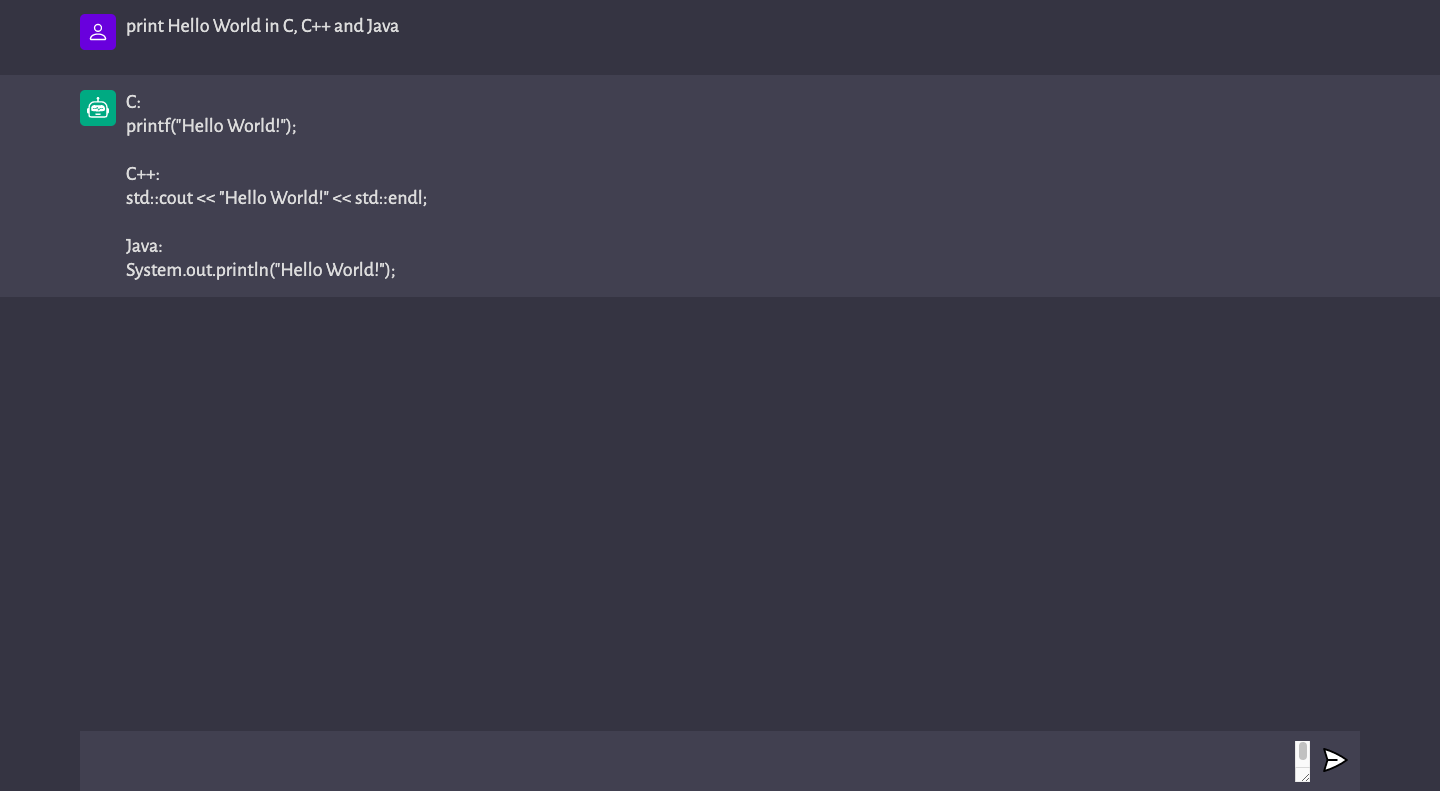 print Hello World in C, C++ and Java
C:
printf("Hello World!");
C++:
std::cout << "Hello World!" << std::endl;
Java:
System.out.println("Hello World!");